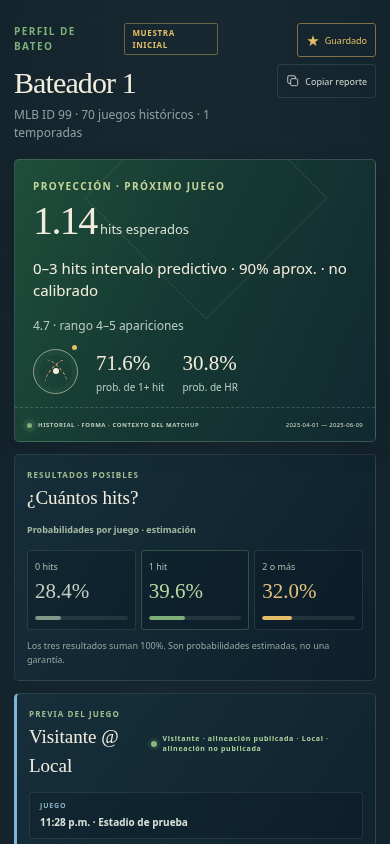 PERFIL DE
BATEO
MUESTRA
INICIAL
Guardado
Bateador 1
Copiar reporte
MLB ID 99 · 70 juegos históricos · 1
temporadas
PROYECCIÓN · PRÓXIMO JUEGO
1.14 hits esperados
0–3 hits intervalo predictivo · 90% aprox. · no
calibrado
4.7 · rango 4–5 apariciones
71.6% 30.8%
prob. de 1+ hit prob. de HR
HISTORIAL · FORMA · CONTEXTO DEL MATCHUP 2025-04-01 — 2025-06-09
RESULTADOS POSIBLES
¿Cuántos hits?
Probabilidades por juego · estimación
0 hits 1 hit 2 o más
28.4% 39.6% 32.0%
Los tres resultados suman 100%. Son probabilidades estimadas, no una
garantía.
PREVIA DEL JUEGO
Visitante @
Local
Visitante · alineación publicada · Local ·
alineación no publicada
JUEGO
11:28 p.m. · Estadio de prueba